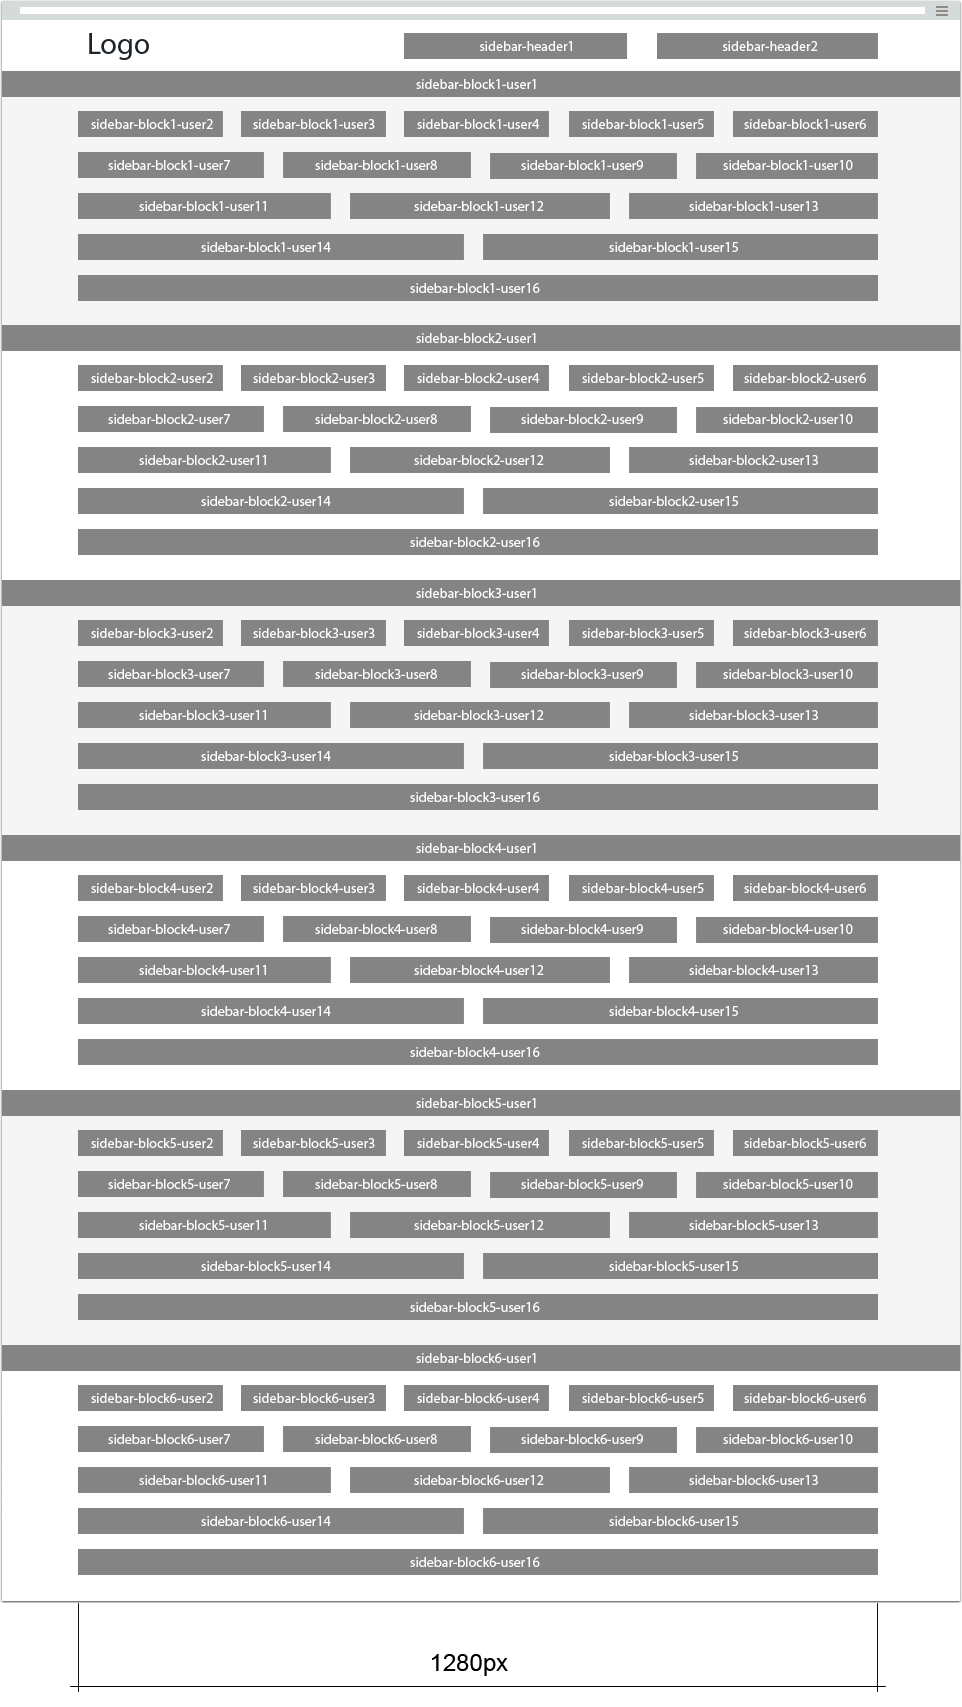 Logo sidebar-header1 sidebar-header2
sidebar-block1-user1
sidebar-block1-user2 sidebar-block1-user3 sidebar-block1-user4 sidebar-block1-user5 sidebar-block1-user6
sidebar-block1-user7 sidebar-block1-user8 sidebar-block1-user9 sidebar-block1-user10
sidebar-block1-user11 sidebar-block1-user12 sidebar-block1-user13
sidebar-block1-user14 sidebar-block1-user15
sidebar-block1-user16
sidebar-block2-user1
sidebar-block2-user2 sidebar-block2-user3 sidebar-block2-user4 sidebar-block2-user5 sidebar-block2-user6
sidebar-block2-user7 sidebar-block2-user8 sidebar-block2-user9 sidebar-block2-user10
sidebar-block2-user11 sidebar-block2-user12 sidebar-block2-user13
sidebar-block2-user14 sidebar-block2-user15
sidebar-block2-user16
sidebar-block3-user1
sidebar-block3-user2 sidebar-block3-user3 sidebar-block3-user4 sidebar-block3-user5 sidebar-block3-user6
sidebar-block3-user7 sidebar-block3-user8 sidebar-block3-user9 sidebar-block3-user10
sidebar-block3-user11 sidebar-block3-user12 sidebar-block3-user13
sidebar-block3-user14 sidebar-block3-user15
sidebar-block3-user16
sidebar-block4-user1
sidebar-block4-user2 sidebar-block4-user3 sidebar-block4-user4 sidebar-block4-user5 sidebar-block4-user6
sidebar-block4-user7 sidebar-block4-user8 sidebar-block4-user9 sidebar-block4-user10
sidebar-block4-user11 sidebar-block4-user12 sidebar-block4-user13
sidebar-block4-user14 sidebar-block4-user15
sidebar-block4-user16
sidebar-block5-user1
sidebar-block5-user2 sidebar-block5-user3 sidebar-block5-user4 sidebar-block5-user5 sidebar-block5-user6
sidebar-block5-user7 sidebar-block5-user8 sidebar-block5-user9 sidebar-block5-user10
sidebar-block5-user11 sidebar-block5-user12 sidebar-block5-user13
sidebar-block5-user14 sidebar-block5-user15
sidebar-block5-user16
sidebar-block6-user1
sidebar-block6-user2 sidebar-block6-user3 sidebar-block6-user4 sidebar-block6-user5 sidebar-block6-user6
sidebar-block6-user7 sidebar-block6-user8 sidebar-block6-user9 sidebar-block6-user10
sidebar-block6-user11 sidebar-block6-user12 sidebar-block6-user13
sidebar-block6-user14 sidebar-block6-user15
sidebar-block6-user16
1280px